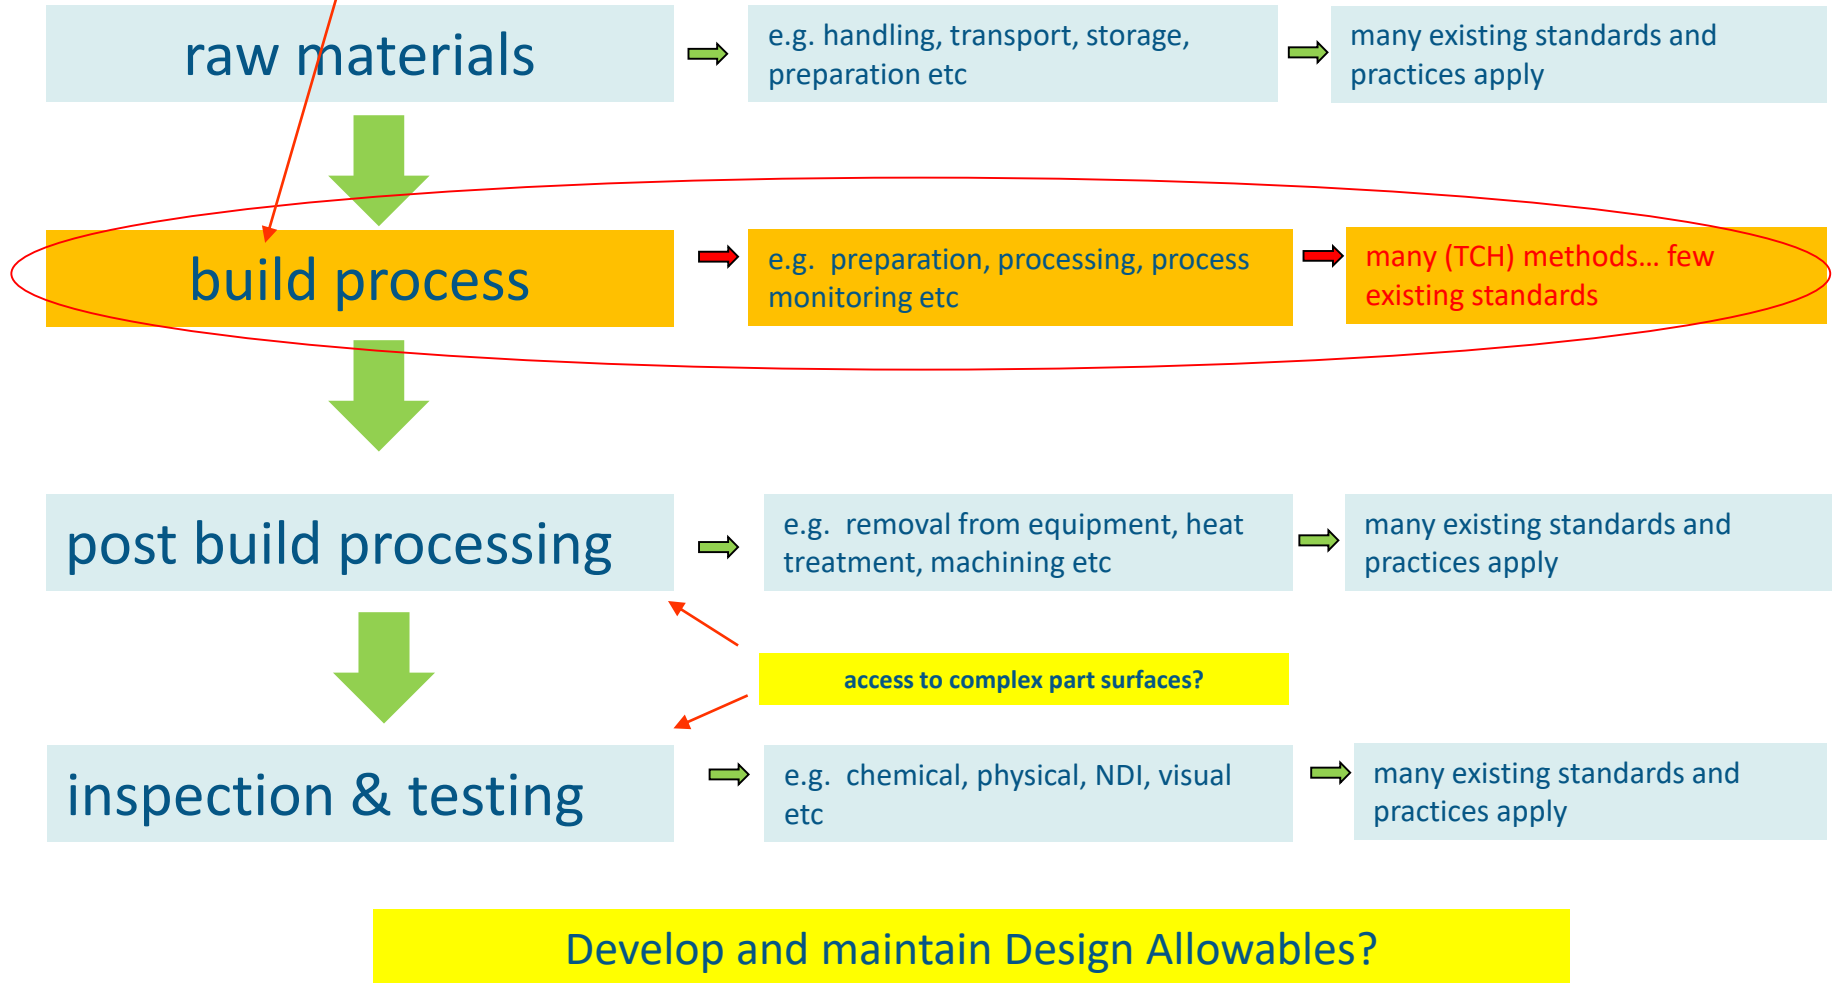 raw materials
e.g. handling, transport, storage,
preparation etc
many existing standards and
practices apply
build process
e.g.  preparation, processing, process
monitoring etc
many (TCH) methods... few
existing standards
post build processing
e.g.  removal from equipment, heat
treatment, machining etc
many existing standards and
practices apply
access to complex part surfaces?
inspection & testing
e.g.  chemical, physical, NDI, visual
etc
many existing standards and
practices apply
Develop and maintain Design Allowables?